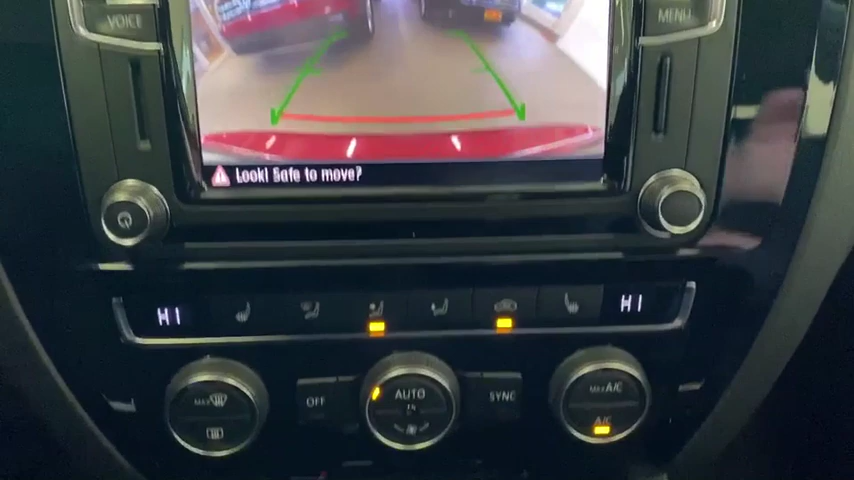 VOICE
MENU
Look! Safe to move?
HI
HI
MAX
OFF
AUTO
SYNC
MAX A/C
A/C